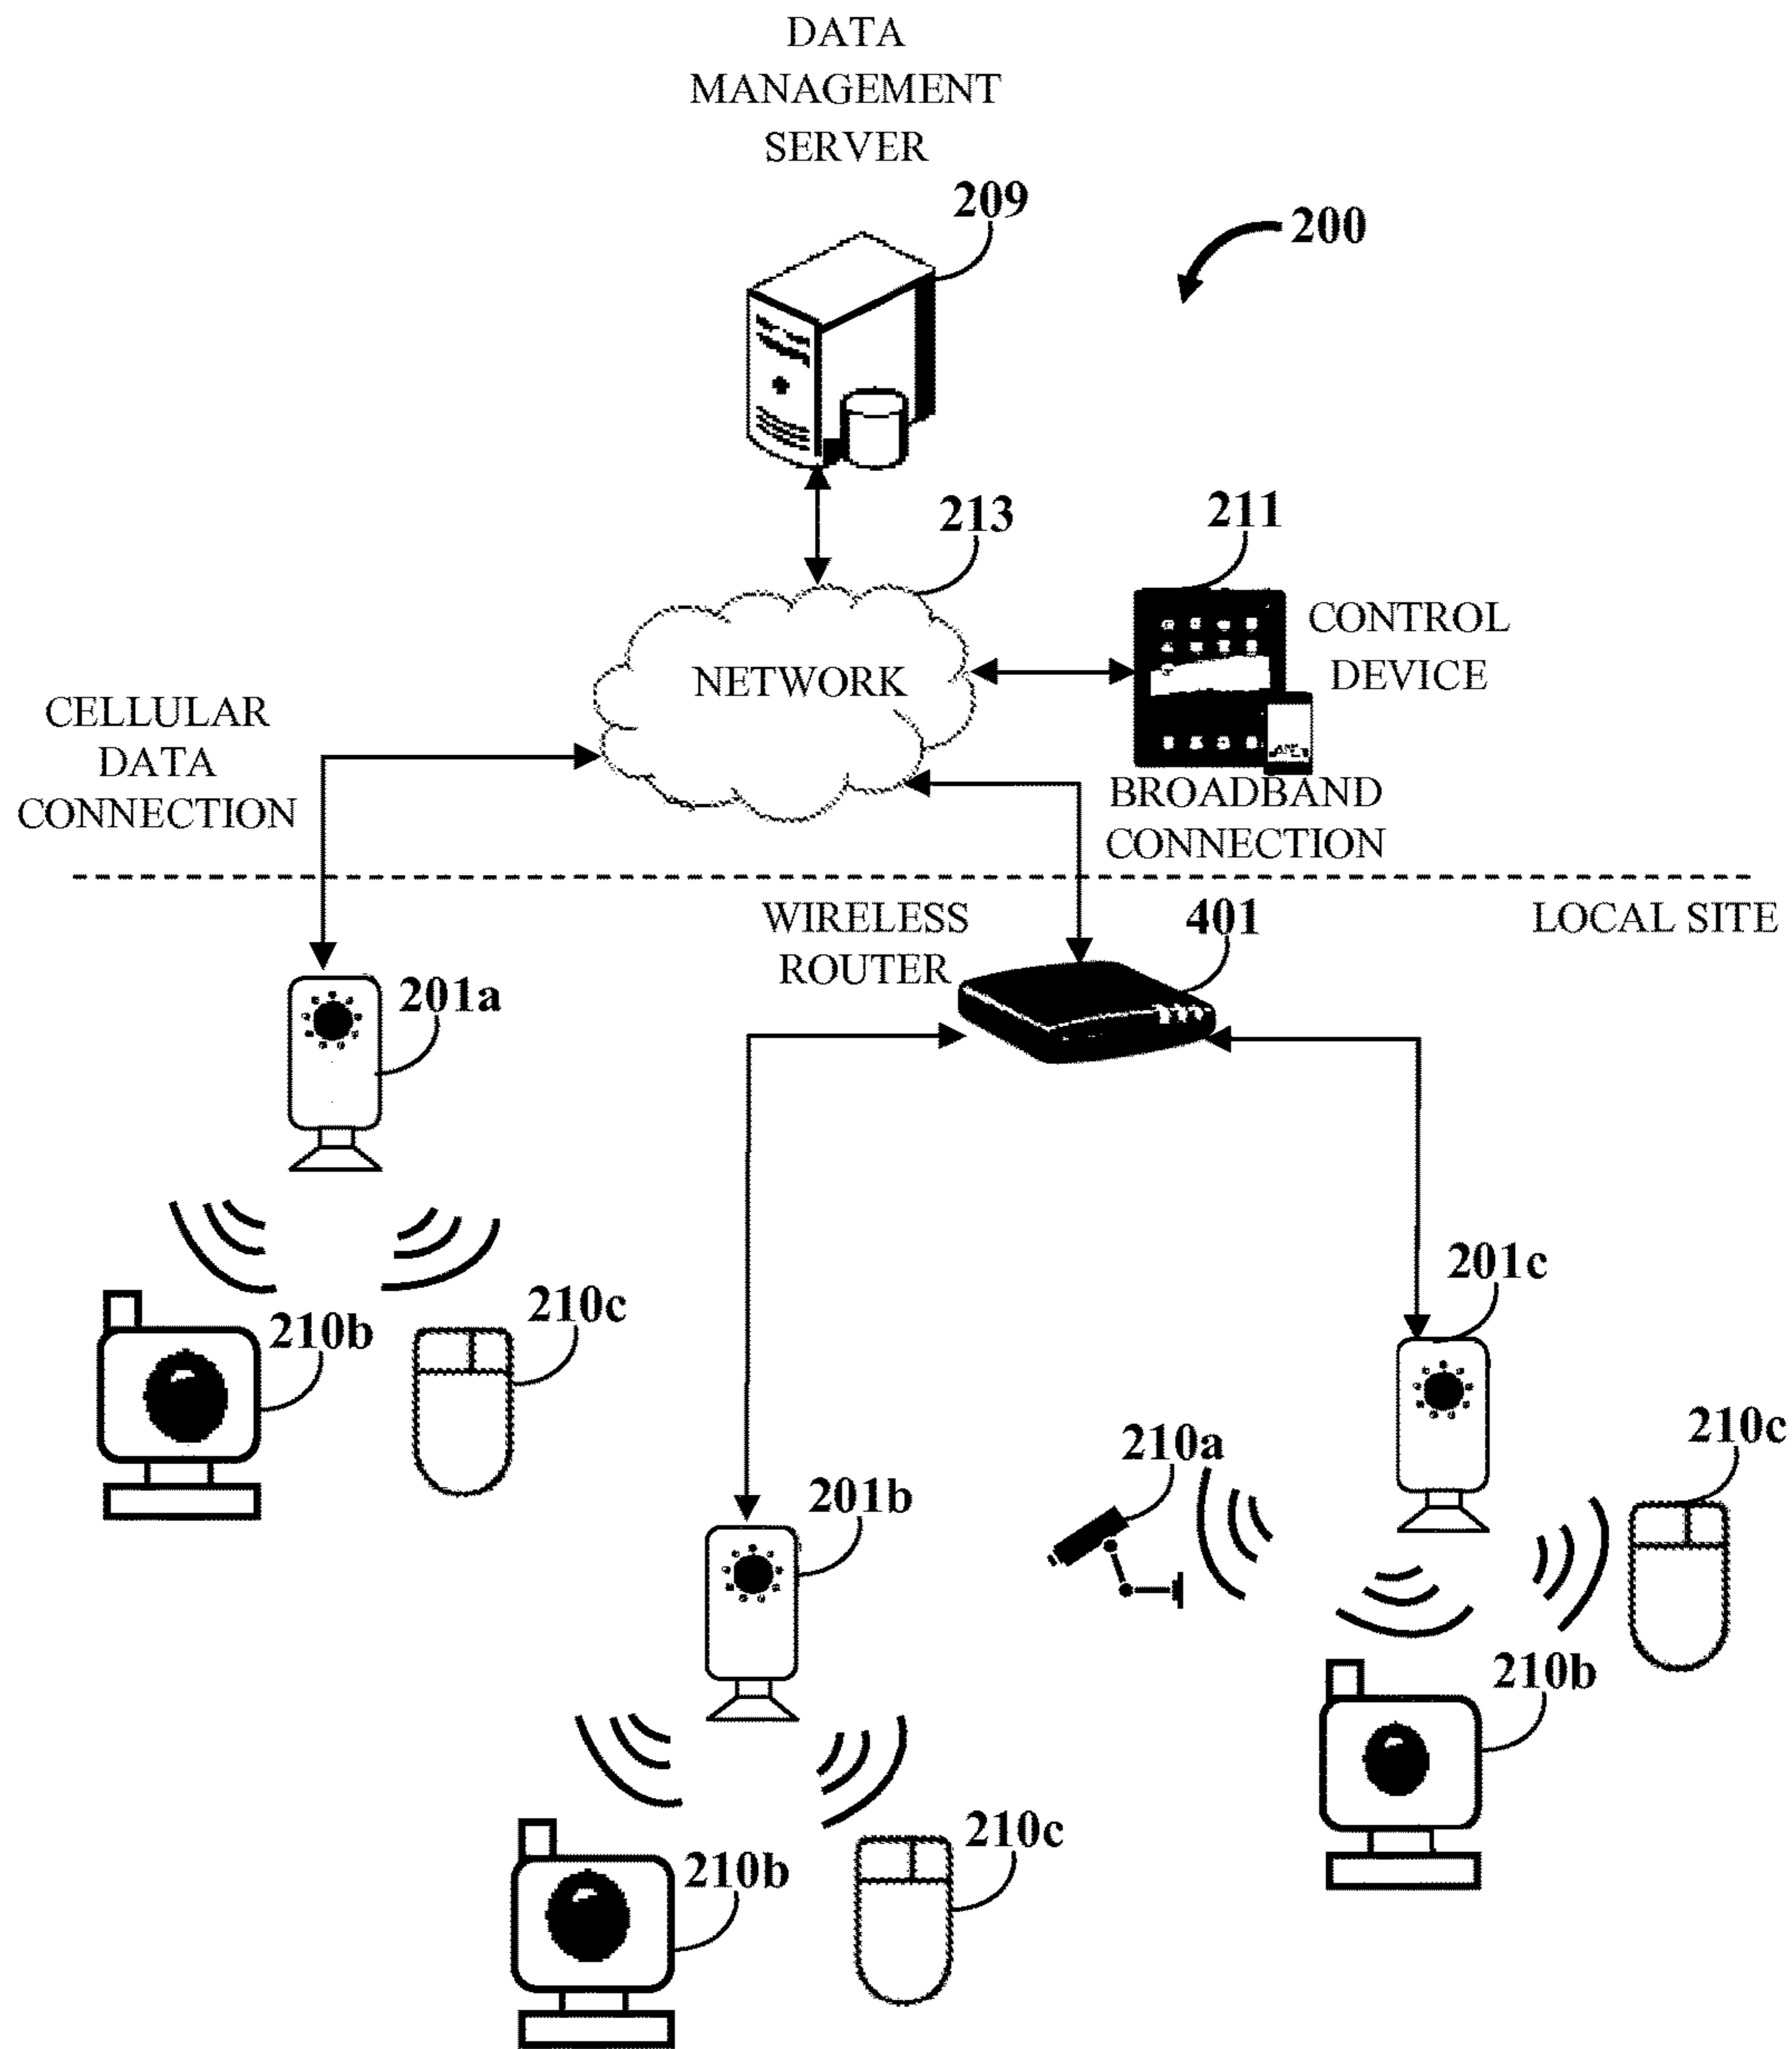 DATA
MANAGEMENT
SERVER
209
200
213
211
CONTROL
DEVICE
NETWORK
CELLULAR
DATA
CONNECTION
BROADBAND
CONNECTION
WIRELESS
ROUTER
401
LOCAL SITE
201a
201c
210b
210c
210a
210c
201b
210b
210c
210b